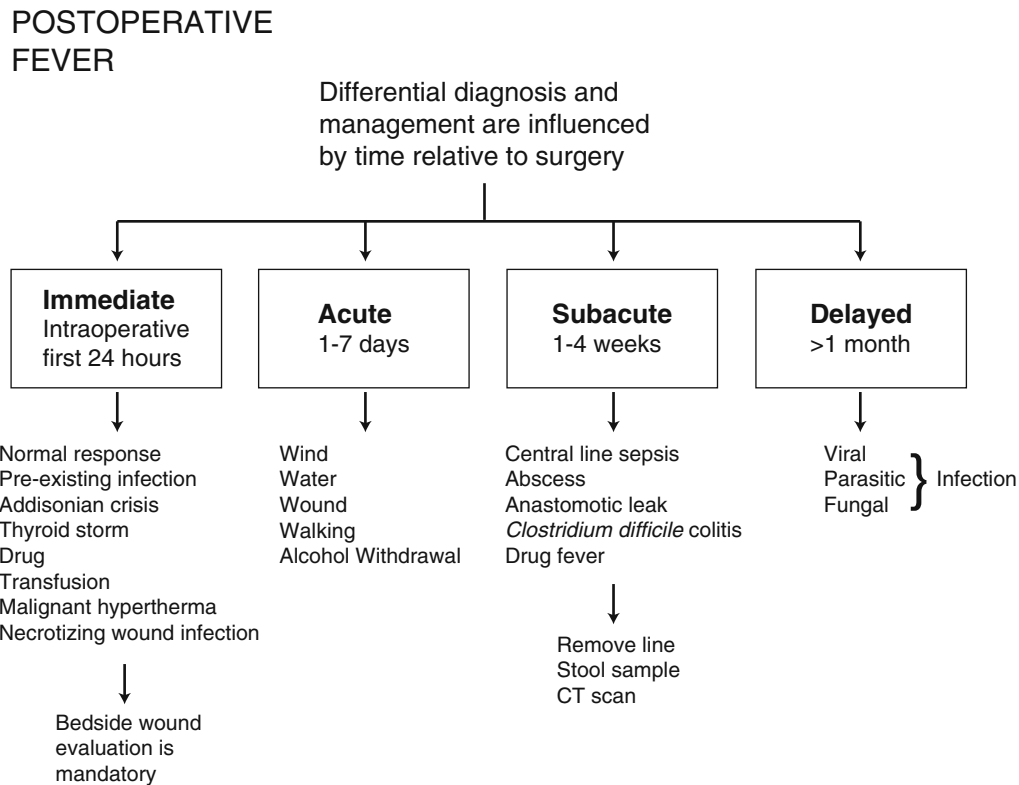 POSTOPERATIVE
FEVER
Differential diagnosis and
management are influenced
by time relative to surgery
Immediate
Intraoperative
first 24 hours
Acute
1-7 days
Subacute
1-4 weeks
Delayed
>1 month
Normal response
Pre-existing infection
Addisonian crisis
Thyroid storm
Drug
Transfusion
Malignant hypertherma
Necrotizing wound infection
Bedside wound
evaluation is
mandatory
Wind
Water
Wound
Walking
Alcohol Withdrawal
Central line sepsis
Abscess
Anastomotic leak
Clostridium difficile colitis
Drug fever
Remove line
Stool sample
CT scan
Viral
Parasitic } Infection
Fungal